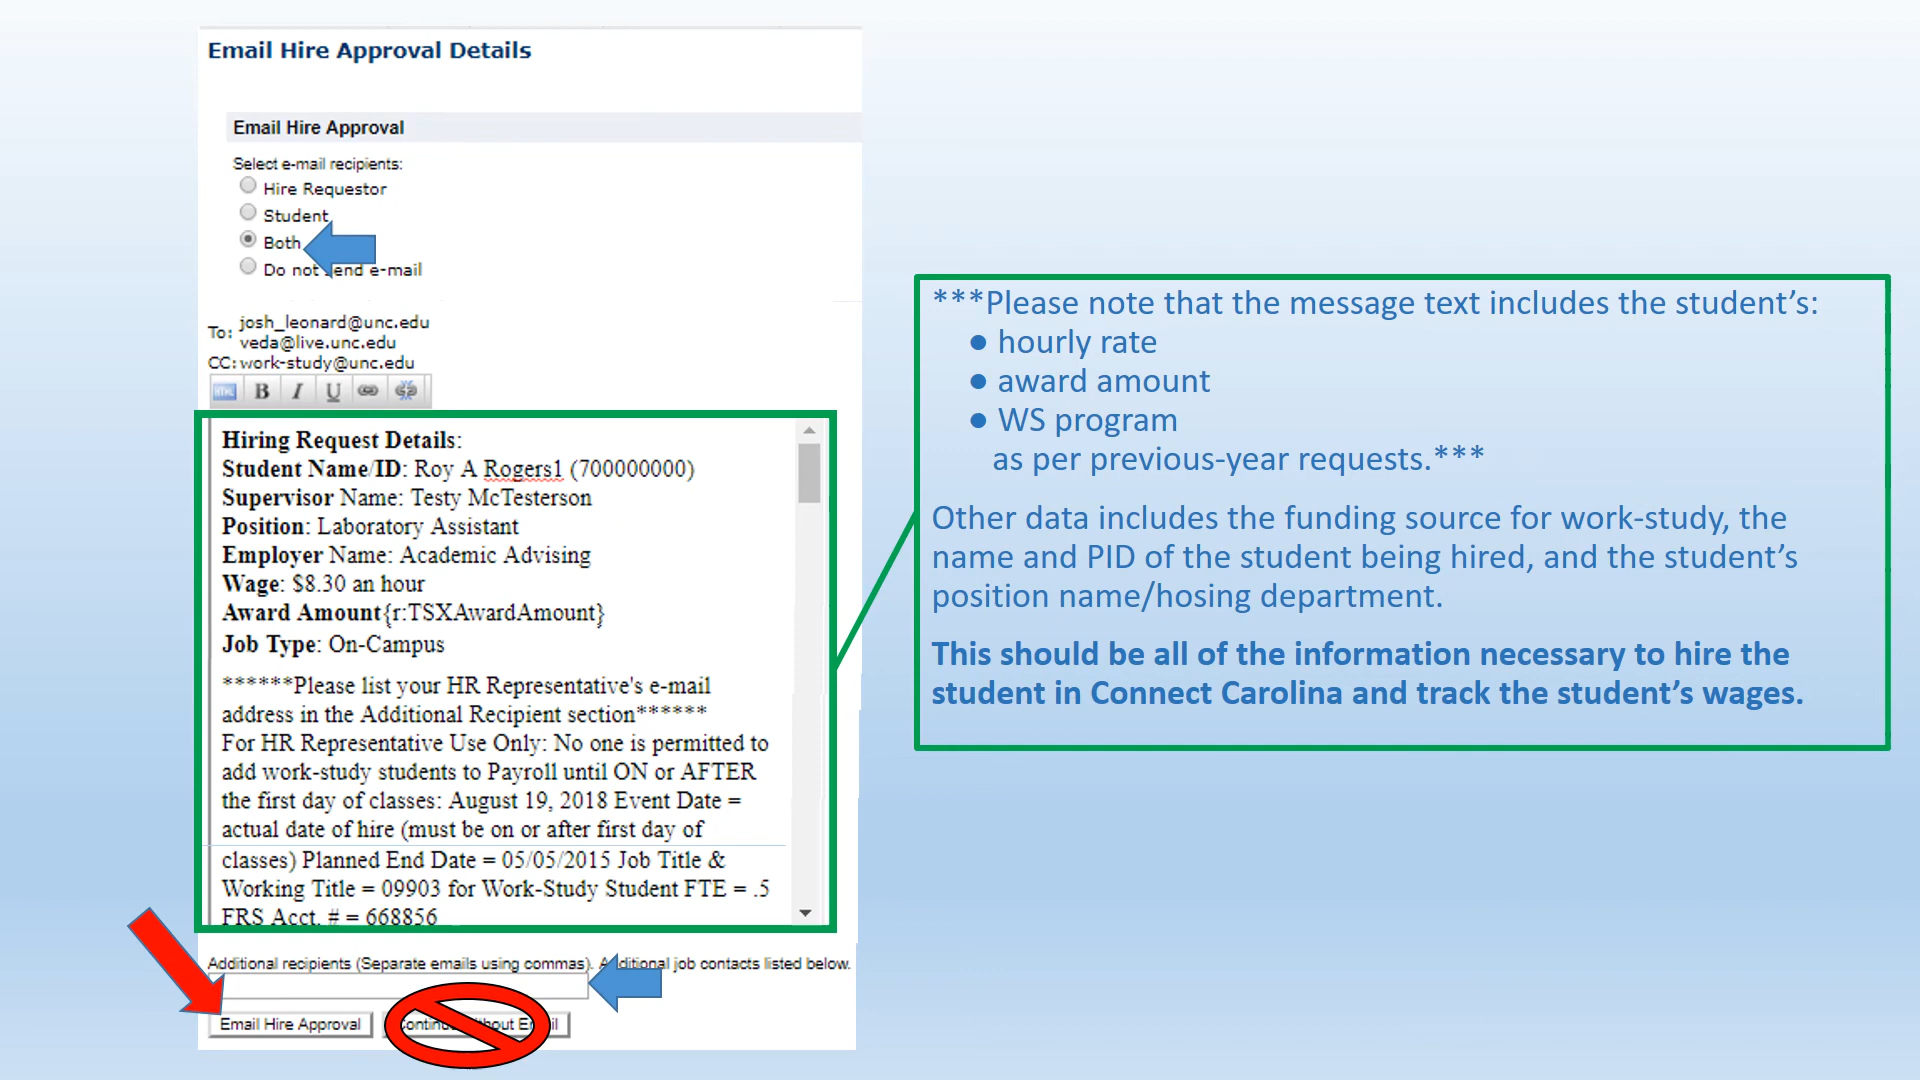 Email Hire Approval Details
Email Hire Approval
Select e-mail recipients:
Hire Requestor
Student
Both
Do not send e-mail
To: josh_leonard@unc.edu
veda@live.unc.edu
CC: work-study@unc.edu
HTML B I U
Hiring Request Details:
Student Name/ID: Roy A Rogers1 (700000000)
Supervisor Name: Testy McTesterson
Position: Laboratory Assistant
Employer Name: Academic Advising
Wage: $8.30 an hour
Award Amount{r:TSXAwardAmount}
Job Type: On-Campus
******Please list your HR Representative's e-mail
address in the Additional Recipient section******
For HR Representative Use Only: No one is permitted to
add work-study students to Payroll until ON or AFTER
the first day of classes: August 19, 2018 Event Date =
actual date of hire (must be on or after first day of
classes) Planned End Date = 05/05/2015 Job Title &
Working Title = 09903 for Work-Study Student FTE = .5
FRS Acct. # = 668856
Additional recipients (Separate emails using commas). Additional job contacts listed below.
Email Hire Approval
Continue Without Email
***Please note that the message text includes the student’s:
● hourly rate
● award amount
● WS program
as per previous-year requests.***
Other data includes the funding source for work-study, the
name and PID of the student being hired, and the student’s
position name/hosing department.
This should be all of the information necessary to hire the
student in Connect Carolina and track the student’s wages.